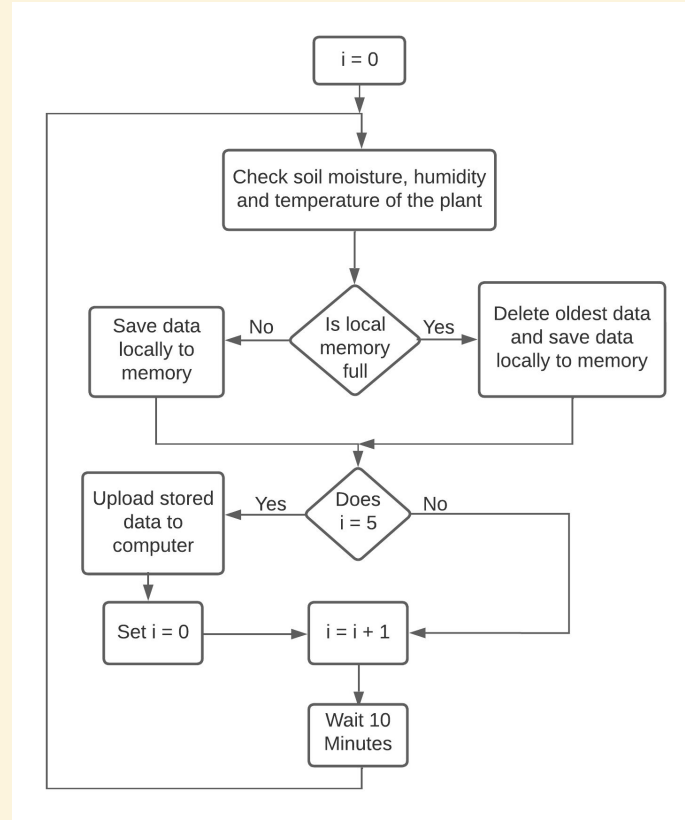 i = 0
Check soil moisture, humidity
and temperature of the plant
Save data
locally to
memory
No
Is local
memory
full
Yes
Delete oldest data
and save data
locally to memory
Upload stored
data to
computer
Yes
Does
i = 5
No
Set i = 0
i = i + 1
Wait 10
Minutes